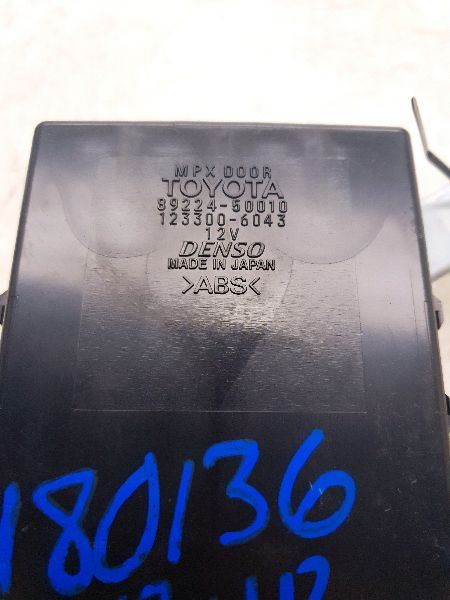 MPX DOOR
TOYOTA
89224-50010
123300-6043
12V
DENSO
MADE IN JAPAN
>ABS<
180136